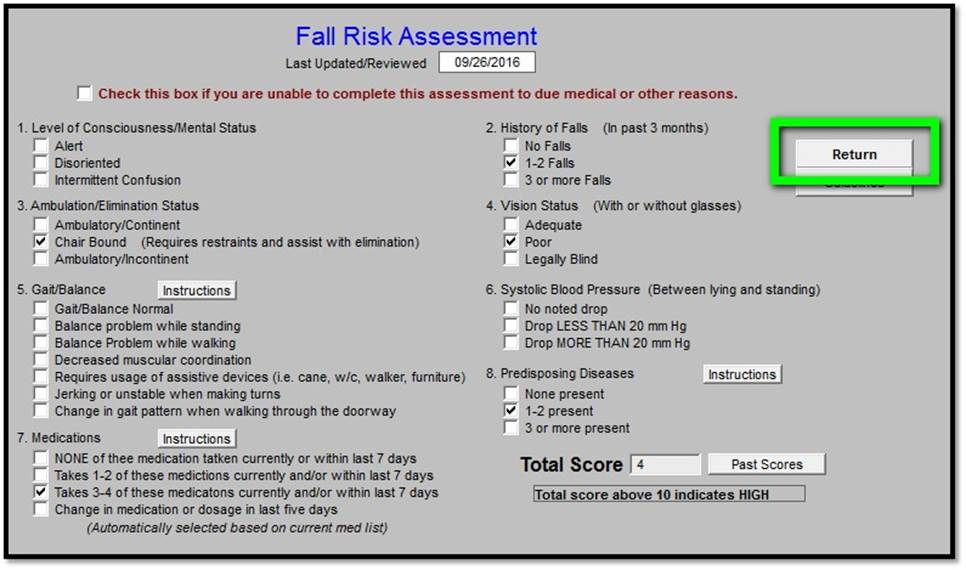 Fall Risk Assessment
Last Updated/Reviewed 09/26/2016
Check this box if you are unable to complete this assessment to due medical or other reasons.
1. Level of Consciousness/Mental Status
Alert
Disoriented
Intermittent Confusion
2. History of Falls (In past 3 months)
No Falls
1-2 Falls
3 or more Falls
Return
Guidelines
3. Ambulation/Elimination Status
Ambulatory/Continent
Chair Bound (Requires restraints and assist with elimination)
Ambulatory/Incontinent
4. Vision Status (With or without glasses)
Adequate
Poor
Legally Blind
5. Gait/Balance Instructions
Gait/Balance Normal
Balance problem while standing
Balance Problem while walking
Decreased muscular coordination
Requires usage of assistive devices (i.e. cane, w/c, walker, furniture)
Jerking or unstable when making turns
Change in gait pattern when walking through the doorway
6. Systolic Blood Pressure (Between lying and standing)
No noted drop
Drop LESS THAN 20 mm Hg
Drop MORE THAN 20 mm Hg
8. Predisposing Diseases Instructions
None present
1-2 present
3 or more present
7. Medications Instructions
NONE of thee medication tatken currently or within last 7 days
Takes 1-2 of these medictions currently and/or within last 7 days
Takes 3-4 of these medicatons currently and/or within last 7 days
Change in medication or dosage in last five days
(Automatically selected based on current med list)
Total Score 4 Past Scores
Total score above 10 indicates HIGH